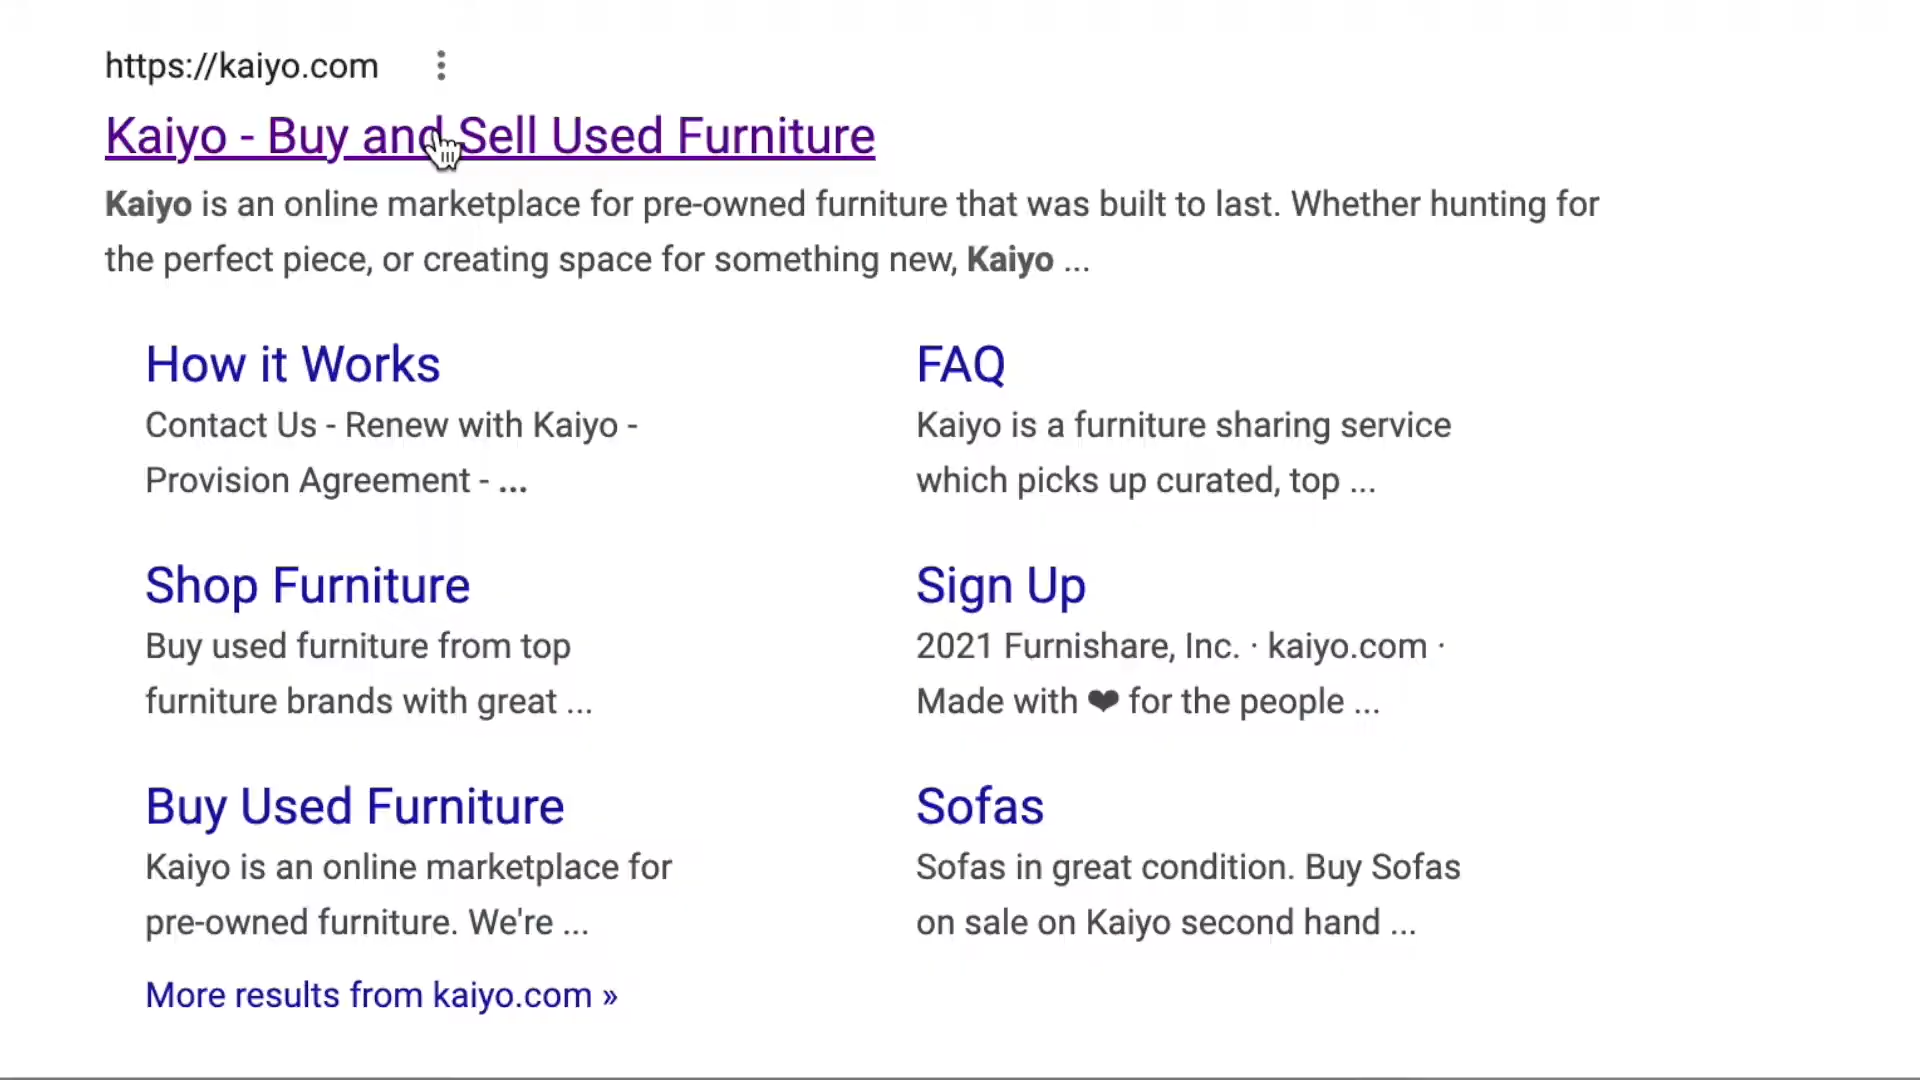 https://kaiyo.com
Kaiyo - Buy and Sell Used Furniture
Kaiyo is an online marketplace for pre-owned furniture that was built to last. Whether hunting for
the perfect piece, or creating space for something new, Kaiyo ...
How it Works
Contact Us - Renew with Kaiyo -
Provision Agreement - ...
FAQ
Kaiyo is a furniture sharing service
which picks up curated, top ...
Shop Furniture
Buy used furniture from top
furniture brands with great ...
Sign Up
2021 Furnishare, Inc. · kaiyo.com ·
Made with ❤ for the people ...
Buy Used Furniture
Kaiyo is an online marketplace for
pre-owned furniture. We're ...
Sofas
Sofas in great condition. Buy Sofas
on sale on Kaiyo second hand ...
More results from kaiyo.com »